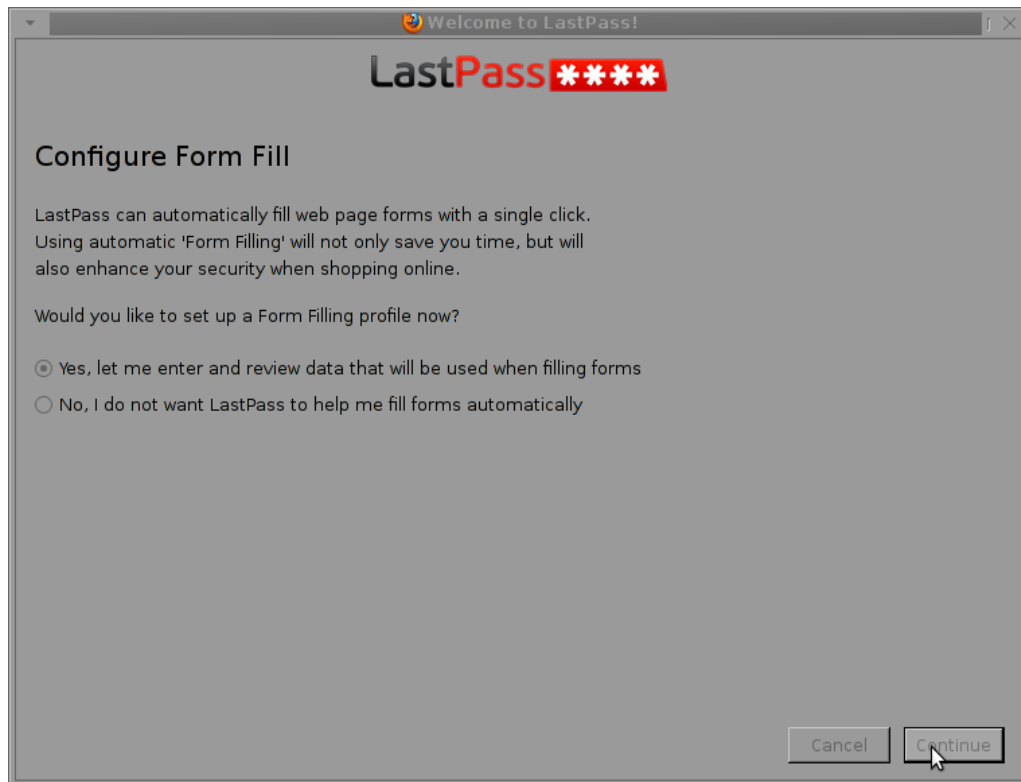 Welcome to LastPass!
LastPass ****
Configure Form Fill
LastPass can automatically fill web page forms with a single click.
Using automatic 'Form Filling' will not only save you time, but will
also enhance your security when shopping online.
Would you like to set up a Form Filling profile now?
Yes, let me enter and review data that will be used when filling forms
No, I do not want LastPass to help me fill forms automatically
Cancel
Continue